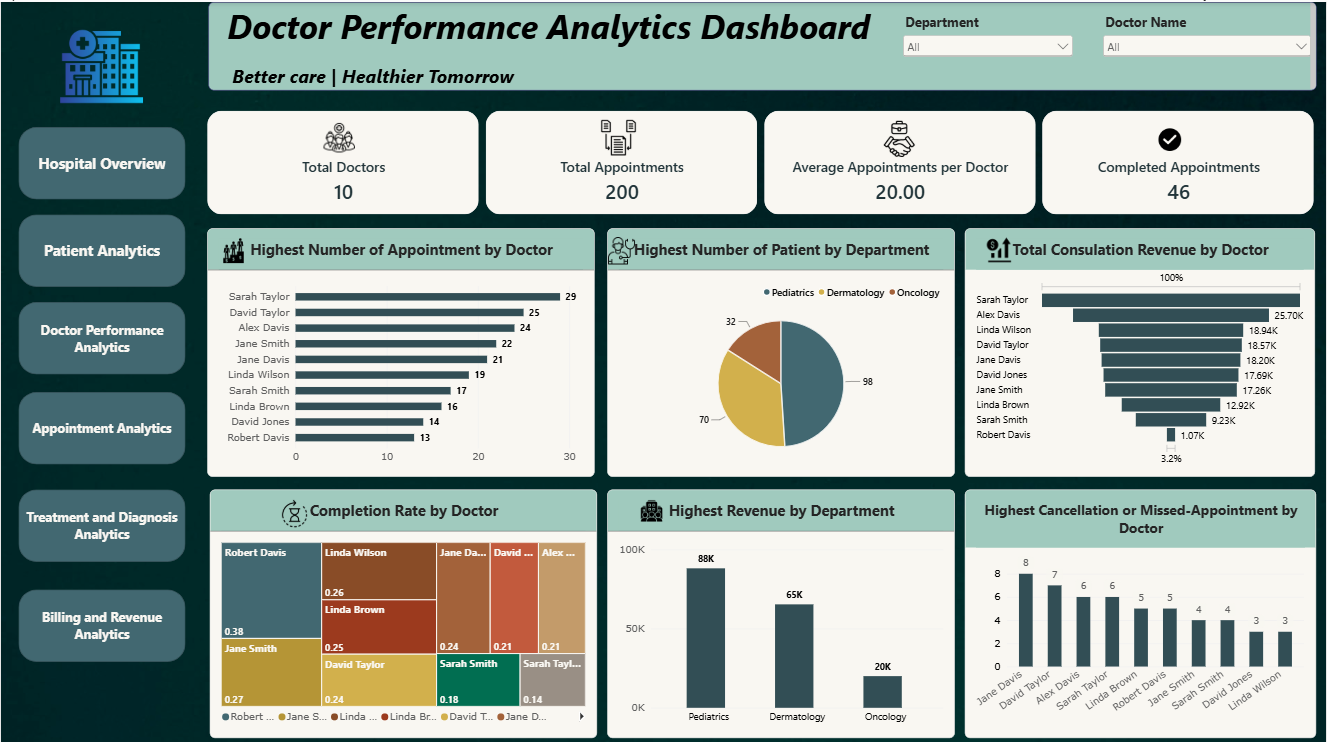 Doctor Performance Analytics Dashboard
Better care | Healthier Tomorrow
Department
All
Doctor Name
All
Hospital Overview
Patient Analytics
Doctor Performance
Analytics
Appointment Analytics
Treatment and Diagnosis
Analytics
Billing and Revenue
Analytics
Total Doctors
10
Total Appointments
200
Average Appointments per Doctor
20.00
Completed Appointments
46
Highest Number of Appointment by Doctor
Sarah Taylor 29
David Taylor 25
Alex Davis 24
Jane Smith 22
Jane Davis 21
Linda Wilson 19
Sarah Smith 17
Linda Brown 16
David Jones 14
Robert Davis 13
0 10 20 30
Highest Number of Patient by Department
Pediatrics Dermatology Oncology
32
98
70
Total Consulation Revenue by Doctor
100%
Sarah Taylor
Alex Davis 25.70K
Linda Wilson 18.94K
David Taylor 18.57K
Jane Davis 18.20K
David Jones 17.69K
Jane Smith 17.26K
Linda Brown 12.92K
Sarah Smith 9.23K
Robert Davis 1.07K
3.2%
Completion Rate by Doctor
Robert Davis
0.38
Jane Smith
0.27
Linda Wilson
0.26
Linda Brown
0.25
David Taylor
0.24
Jane Da...
0.24
David ...
0.21
Alex ...
0.21
Sarah Smith
0.18
Sarah Tayl...
0.14
Robert ... Jane S... Linda ... Linda Br... David T... Jane D...
Highest Revenue by Department
100K
50K
0K
88K
65K
20K
Pediatrics Dermatology Oncology
Highest Cancellation or Missed-Appointment by
Doctor
8
6
4
2
0
8 7 6 6 5 5 4 4 3 3
Jane Davis
David Taylor
Alex Davis
Sarah Taylor
Linda Brown
Robert Davis
Jane Smith
Sarah Smith
David Jones
Linda Wilson